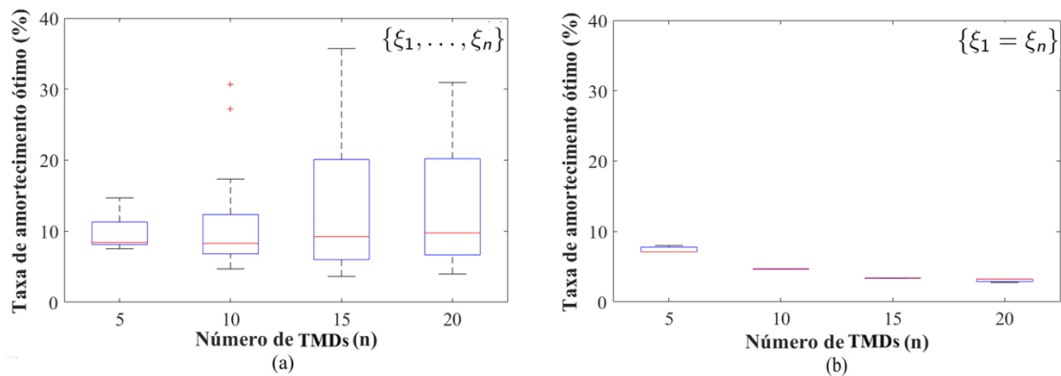 Taxa de amortecimento ótimo (%)
40
30
20
10
0
{ξ₁, . . . , ξₙ}
5 10 15 20
Número de TMDs (n)
(a)
Taxa de amortecimento ótimo (%)
40
30
20
10
0
{ξ₁ = ξₙ}
5 10 15 20
Número de TMDs (n)
(b)